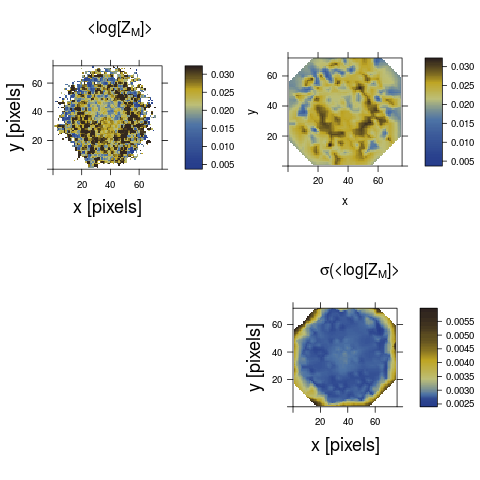 <log[Z_M]>
60
40
20
20 40 60
y [pixels]
x [pixels]
0.030
0.025
0.020
0.015
0.010
0.005
60
40
20
20 40 60
y
x
0.030
0.025
0.020
0.015
0.010
0.005
σ(<log[Z_M]>
60
40
20
20 40 60
y [pixels]
x [pixels]
0.0055
0.0050
0.0045
0.0040
0.0035
0.0030
0.0025